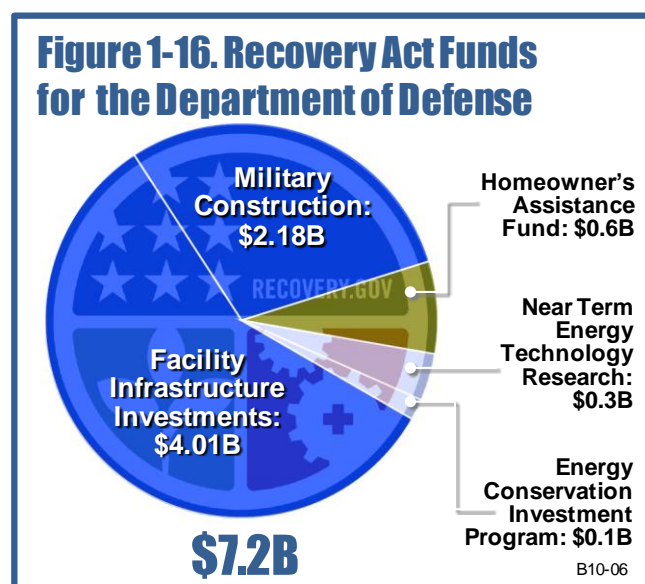 Figure 1-16. Recovery Act Funds
for the Department of Defense
Military
Construction:
$2.18B
Homeowner's
Assistance
Fund: $0.6B
RECOVERY.GOV
Near Term
Energy
Technology
Research:
$0.3B
Facility
Infrastructure
Investments:
$4.01B
Energy
Conservation
Investment
Program: $0.1B
$7.2B
B10-06